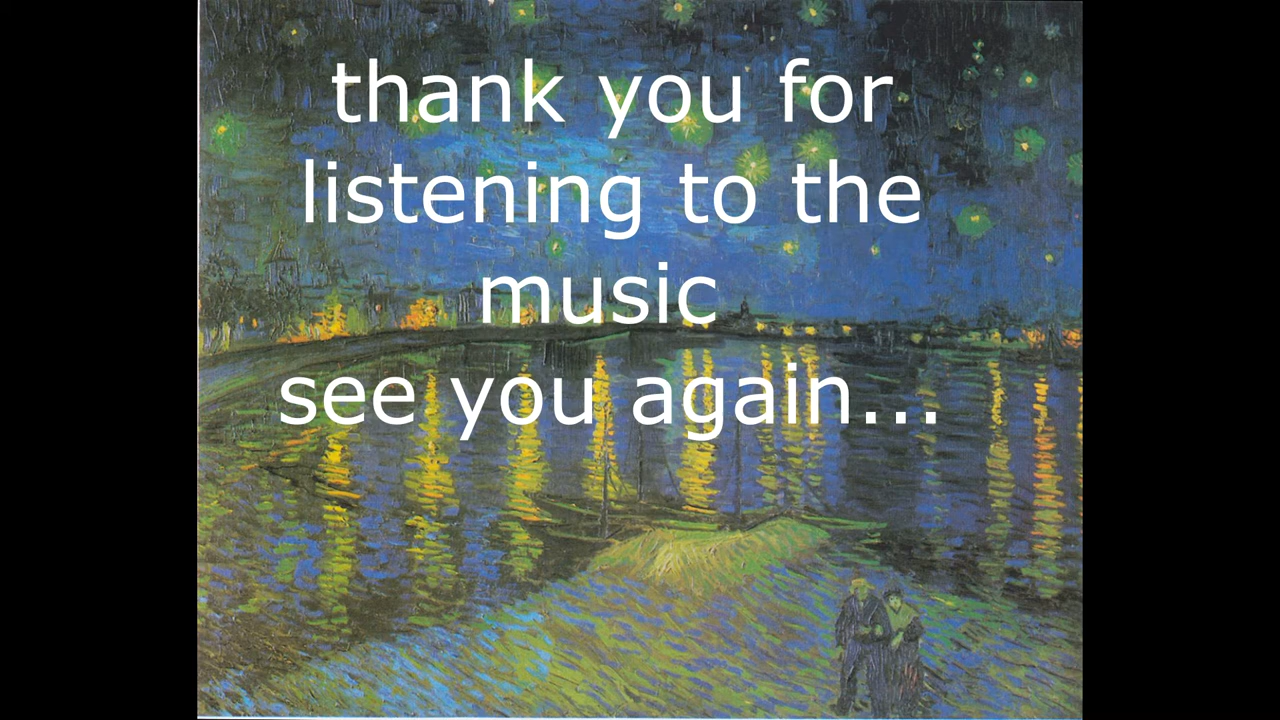 thank you for
listening to the
music
see you again...